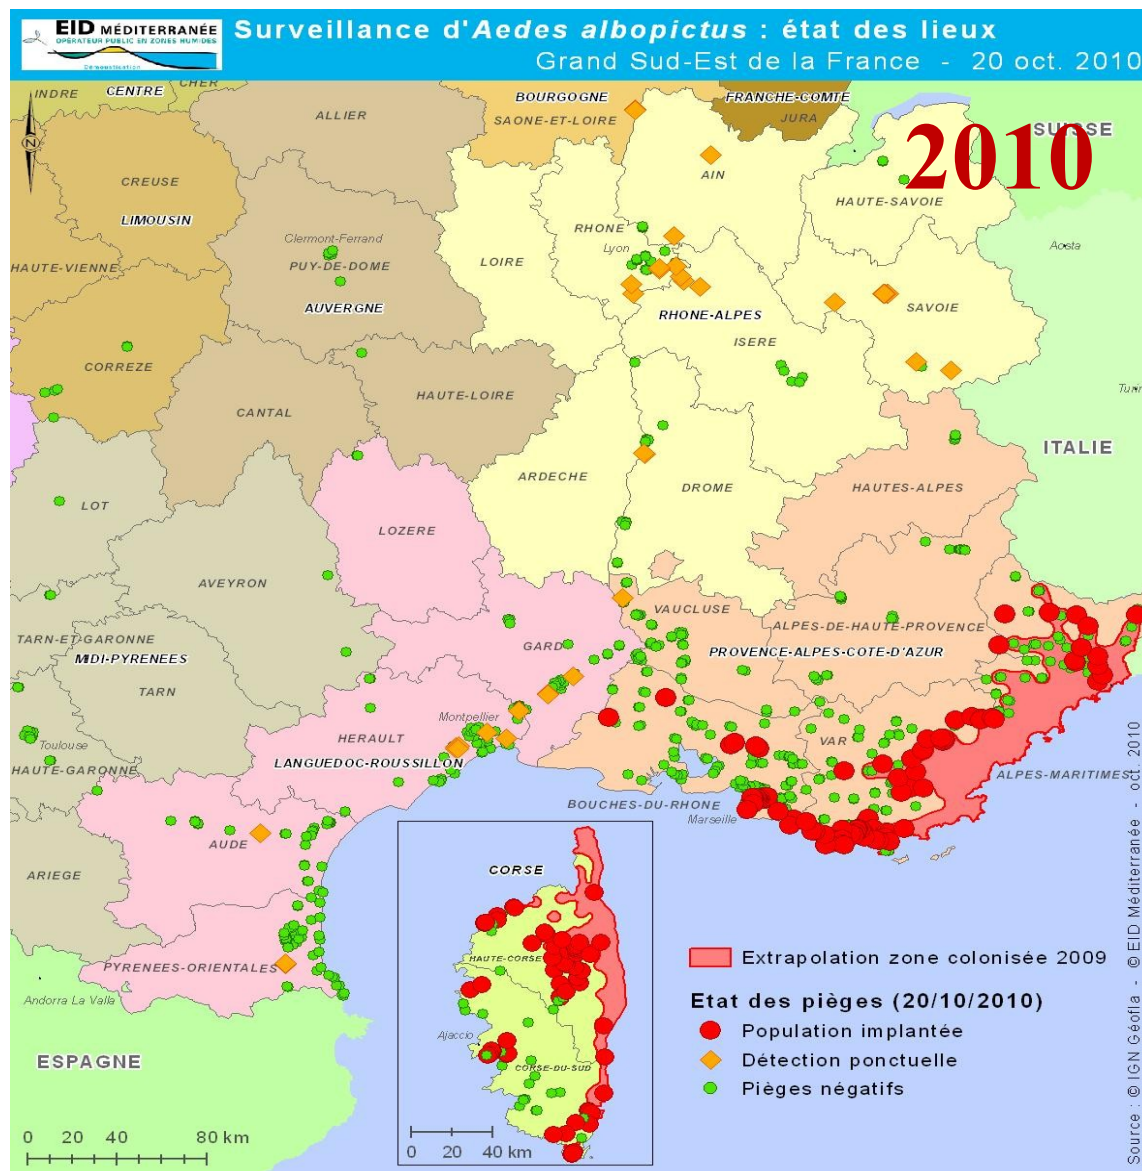 EID MÉDITERRANÉE
OPÉRATEUR PUBLIC EN ZONES HUMIDES
Démoustication
Surveillance d'Aedes albopictus : état des lieux
Grand Sud-Est de la France - 20 oct. 2010
2010
INDRE
CENTRE
CHER
ALLIER
BOURGOGNE
SAONE-ET-LOIRE
FRANCHE-COMTE
JURA
SUISSE
CREUSE
LIMOUSIN
AIN
HAUTE-SAVOIE
Clermont-Ferrand
PUY-DE-DOME
AUVERGNE
HAUTE-VIENNE
LOIRE
RHONE
Lyon
Aosta
RHONE-ALPES
ISERE
SAVOIE
CORREZE
CANTAL
HAUTE-LOIRE
Turin
ITALIE
LOT
ARDECHE
DROME
HAUTES-ALPES
LOZERE
AVEYRON
VAUCLUSE
TARN-ET-GARONNE
MIDI-PYRENEES
GARD
ALPES-DE-HAUTE-PROVENCE
PROVENCE-ALPES-COTE-D'AZUR
TARN
Montpellier
HERAULT
VAR
Toulouse
HAUTE-GARONNE
LANGUEDOC-ROUSSILLON
ALPES-MARITIMES
BOUCHES-DU-RHONE
Marseille
AUDE
ARIEGE
CORSE
PYRENEES-ORIENTALES
Andorra La Valla
HAUTE-CORSE
Ajaccio
CORSE-DU-SUD
ESPAGNE
Extrapolation zone colonisée 2009
Etat des pièges (20/10/2010)
Population implantée
Détection ponctuelle
Pièges négatifs
0 20 40 80 km
0 20 40 km
Source : © IGN Géofla - © EID Méditerranée - oct. 2010
N